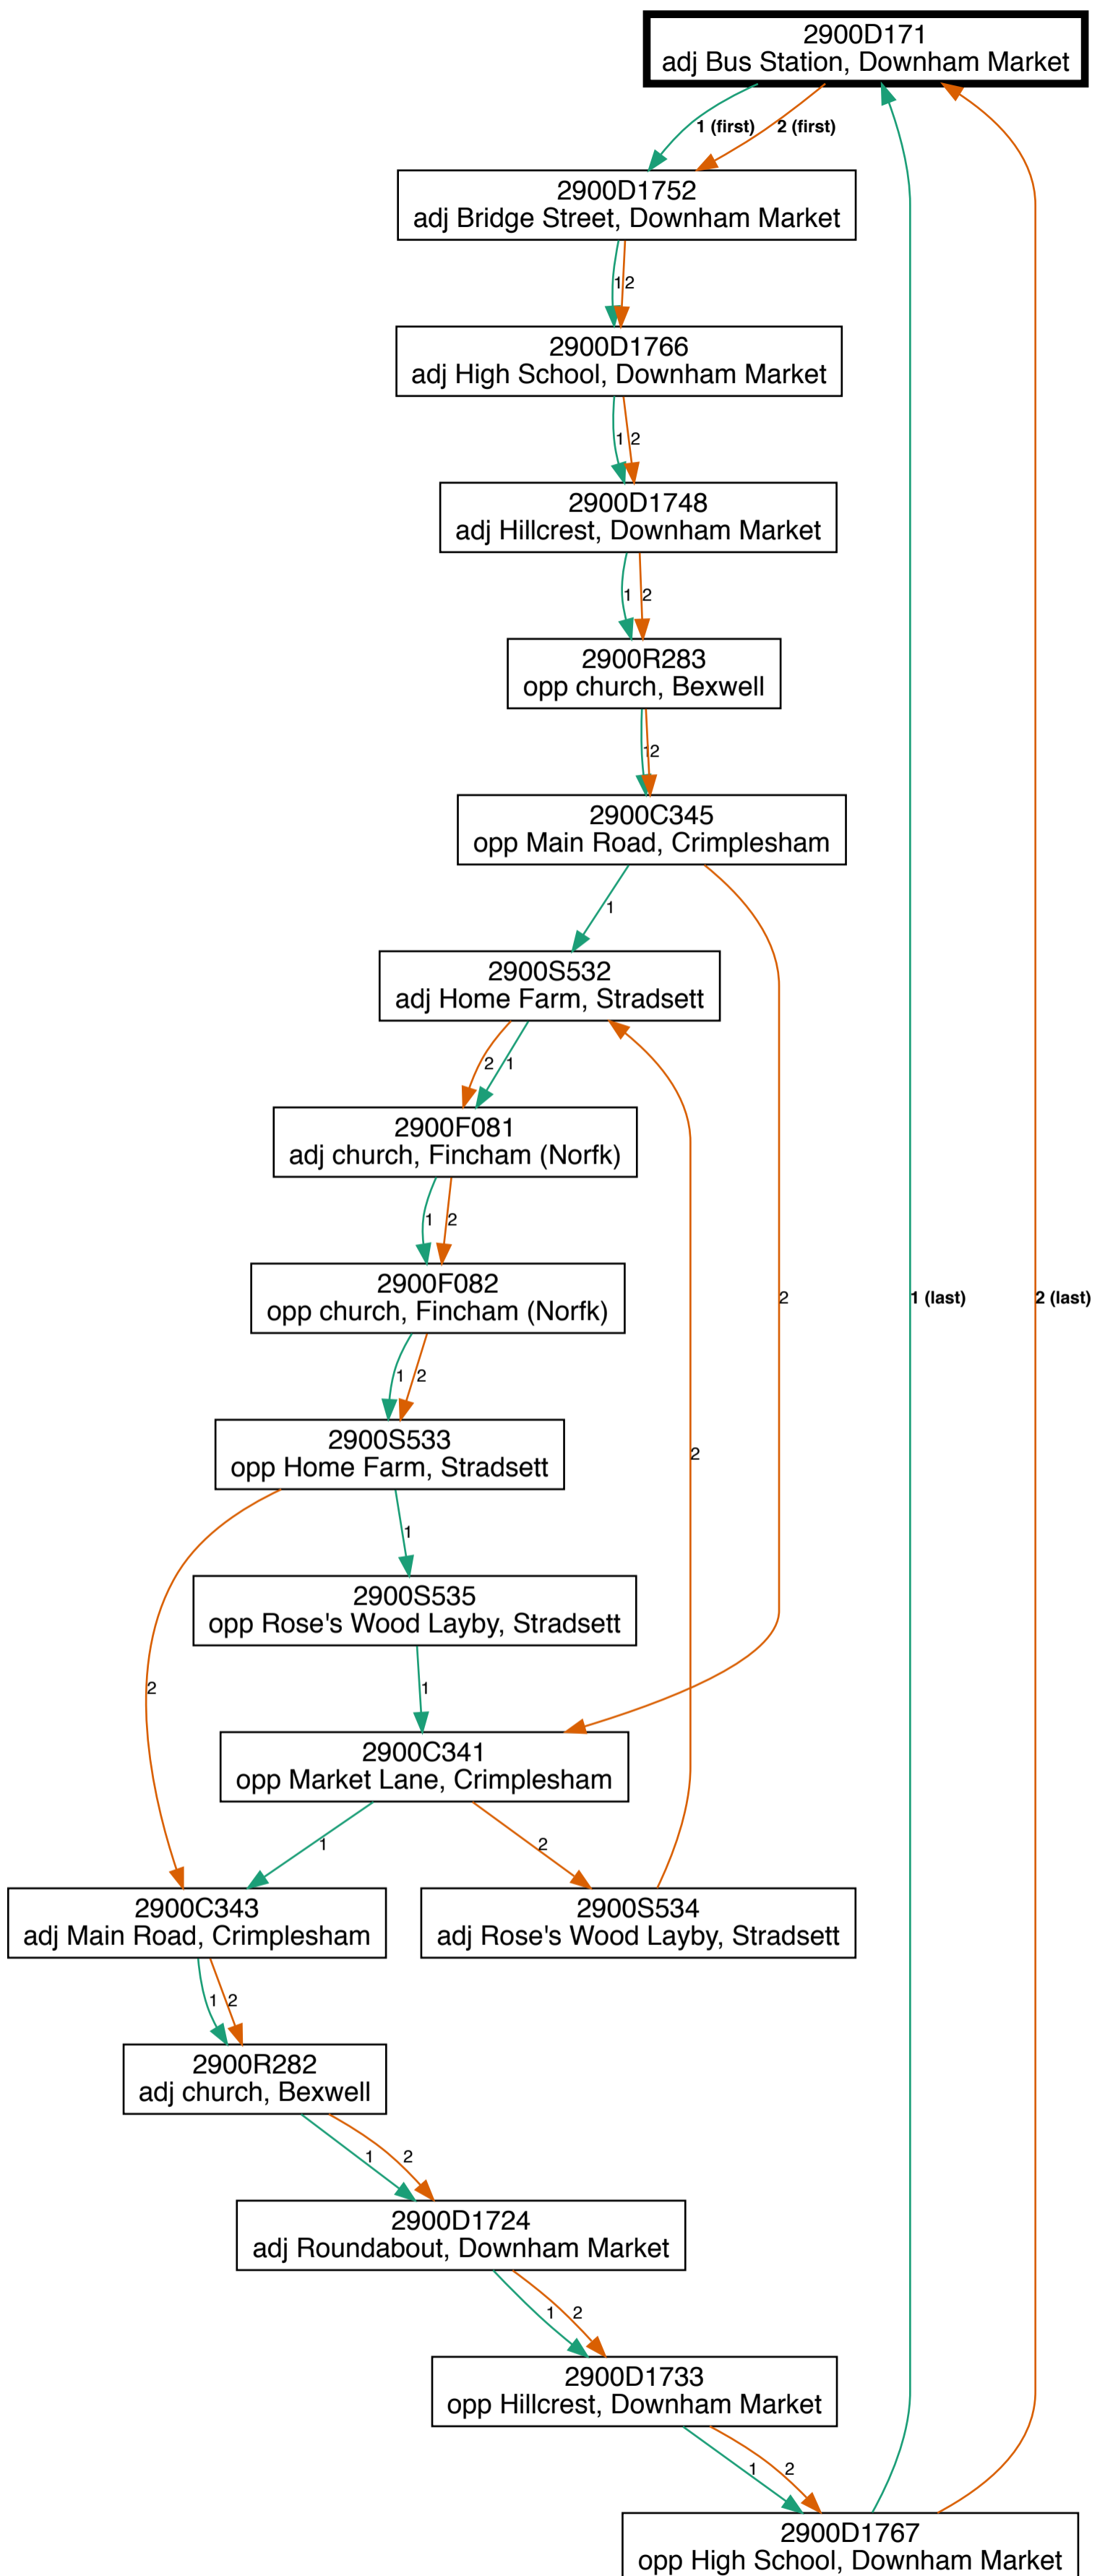 2900D171
adj Bus Station, Downham Market
1 (first)
2 (first)
2900D1752
adj Bridge Street, Downham Market
1
2
2900D1766
adj High School, Downham Market
1
2
2900D1748
adj Hillcrest, Downham Market
1
2
2900R283
opp church, Bexwell
1
2
2900C345
opp Main Road, Crimplesham
1
2900S532
adj Home Farm, Stradsett
2
1
2900F081
adj church, Fincham (Norfk)
1
2
2900F082
opp church, Fincham (Norfk)
2
1 (last)
2 (last)
1
2
2900S533
opp Home Farm, Stradsett
2
1
2900S535
opp Rose's Wood Layby, Stradsett
2
1
2900C341
opp Market Lane, Crimplesham
1
2
2900C343
adj Main Road, Crimplesham
2900S534
adj Rose's Wood Layby, Stradsett
1
2
2900R282
adj church, Bexwell
1
2
2900D1724
adj Roundabout, Downham Market
1
2
2900D1733
opp Hillcrest, Downham Market
1
2
2900D1767
opp High School, Downham Market